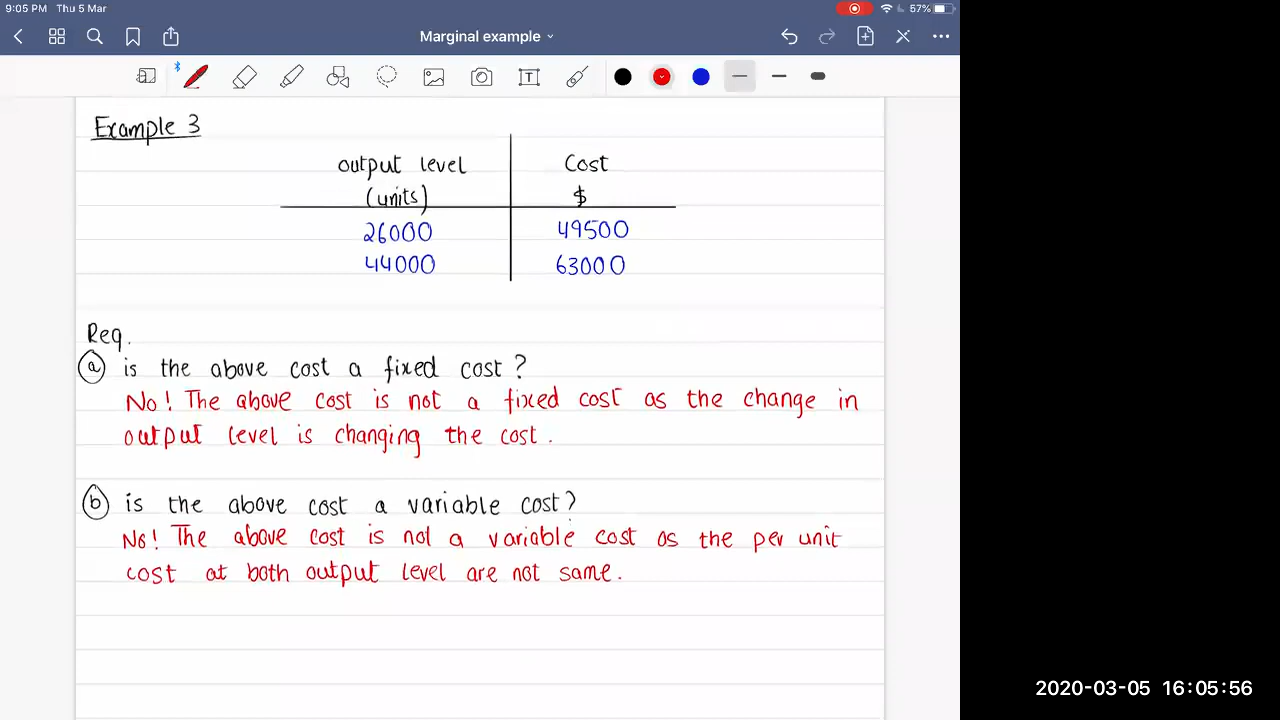 9:05 PM Thu 5 Mar
57%
Marginal example
T
Example 3
output level
Cost
(units)
$
26000
49500
44000
63000
Req.
a is the above cost a fixed cost?
No! The above cost is not a fixed cost as the change in
output level is changing the cost.
b is the above cost a variable cost?
No! The above cost is not a variable cost as the per unit
cost at both output level are not same.
2020-03-05 16:05:56